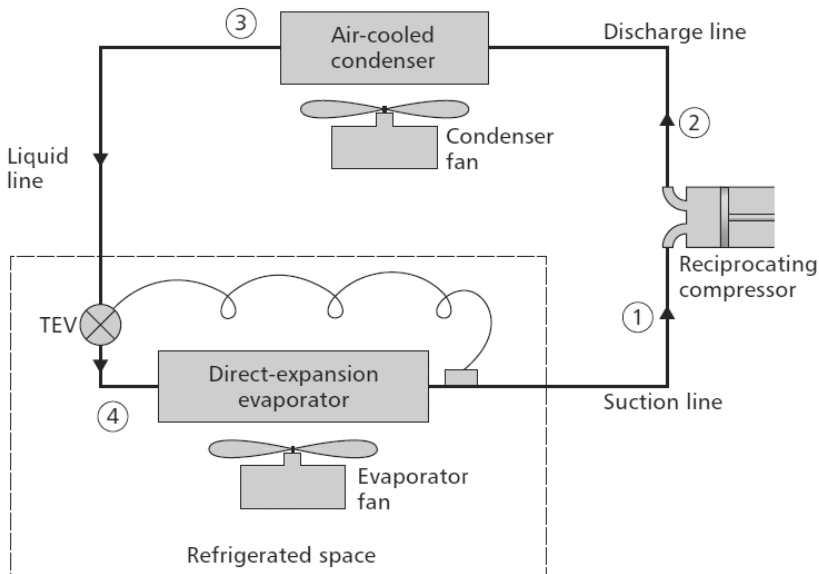 3
Air-cooled
condenser
Discharge line
2
Condenser
fan
Liquid
line
Reciprocating
compressor
1
TEV
Direct-expansion
evaporator
4
Suction line
Evaporator
fan
Refrigerated space